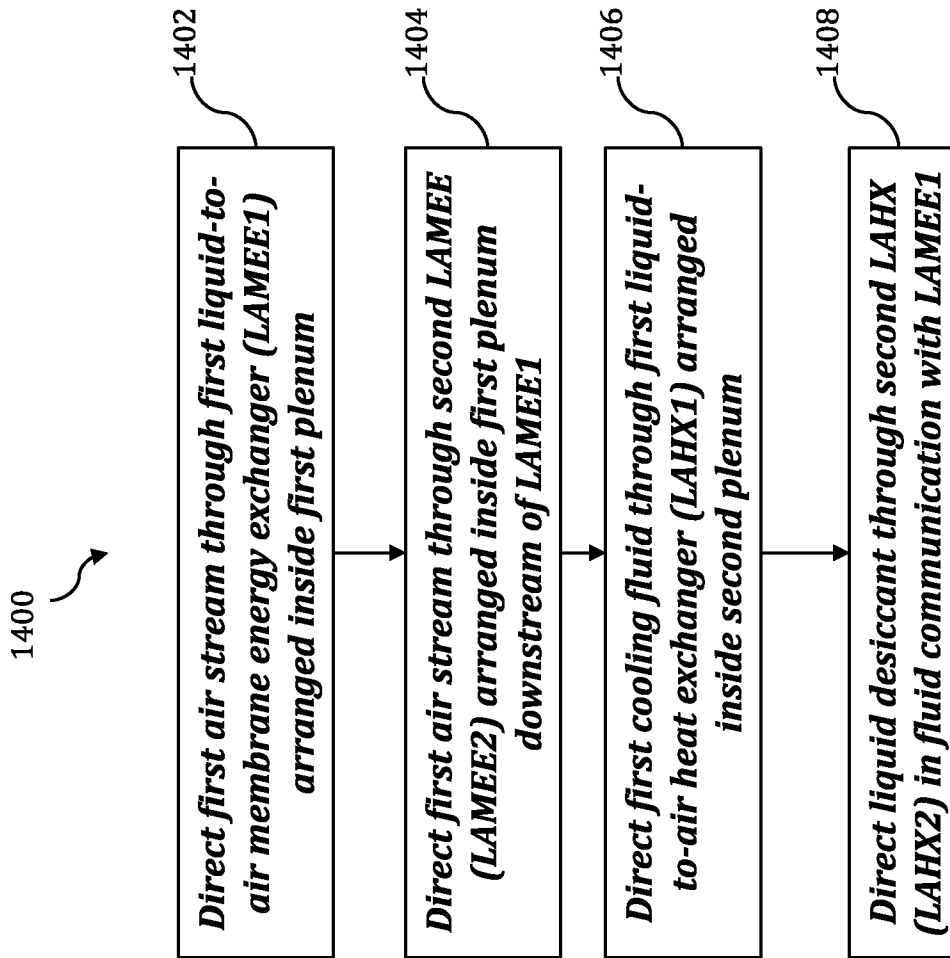 1400
Direct first air stream through first liquid-to-
air membrane energy exchanger (LAMEE1)
arranged inside first plenum
1402
Direct first air stream through second LAMEE
(LAMEE2) arranged inside first plenum
downstream of LAMEE1
1404
Direct first cooling fluid through first liquid-
to-air heat exchanger (LAHX1) arranged
inside second plenum
1406
Direct liquid desiccant through second LAHX
(LAHX2) in fluid communication with LAMEE1
1408